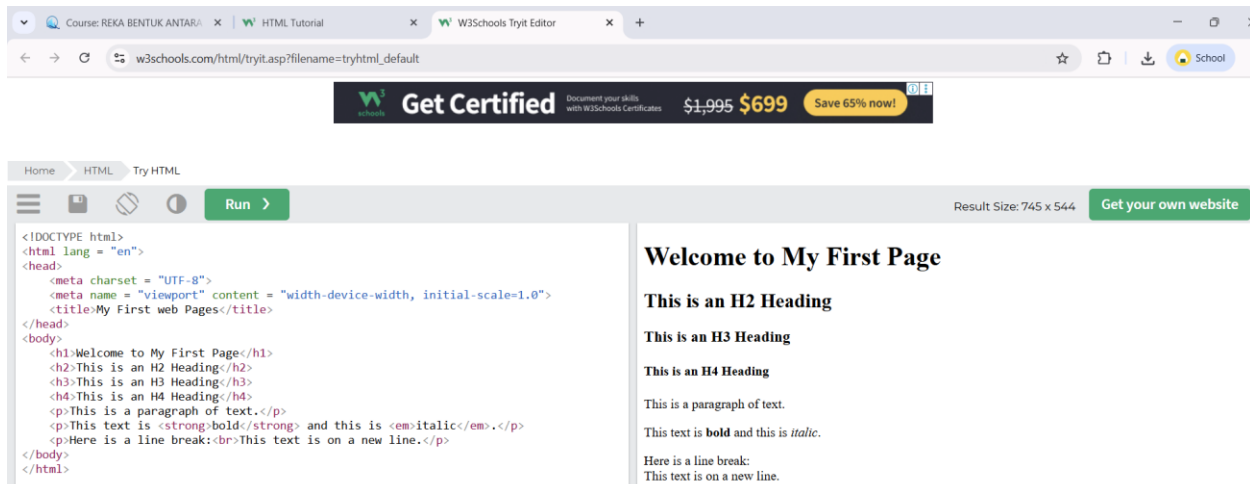 Course: REKA BENTUK ANTARA
HTML Tutorial
W3Schools Tryit Editor
w3schools.com/html/tryit.asp?filename=tryhtml_default
School
W3 schools
Get Certified
Document your skills
with W3Schools Certificates
$1,995 $699
Save 65% now!
Home
HTML
Try HTML
Run
Result Size: 745 x 544
Get your own website
<!DOCTYPE html>
<html lang = "en">
<head>
<meta charset = "UTF-8">
<meta name = "viewport" content = "width-device-width, initial-scale=1.0">
<title>My First web Pages</title>
</head>
<body>
<h1>Welcome to My First Page</h1>
<h2>This is an H2 Heading</h2>
<h3>This is an H3 Heading</h3>
<h4>This is an H4 Heading</h4>
<p>This is a paragraph of text.</p>
<p>This text is <strong>bold</strong> and this is <em>italic</em>.</p>
<p>Here is a line break:<br>This text is on a new line.</p>
</body>
</html>
Welcome to My First Page
This is an H2 Heading
This is an H3 Heading
This is an H4 Heading
This is a paragraph of text.
This text is bold and this is italic.
Here is a line break:
This text is on a new line.